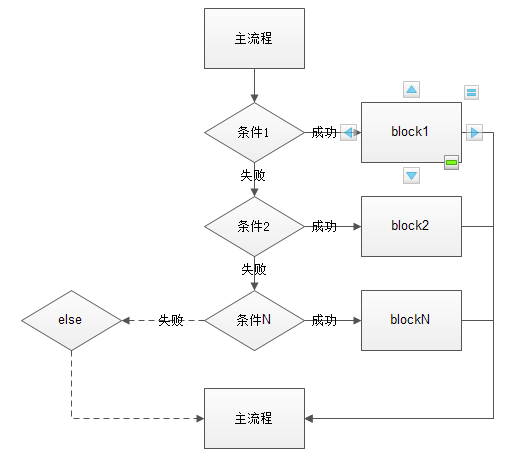 主流程
条件1
成功
block1
失败
条件2
成功
block2
失败
else
失败
条件N
成功
blockN
主流程